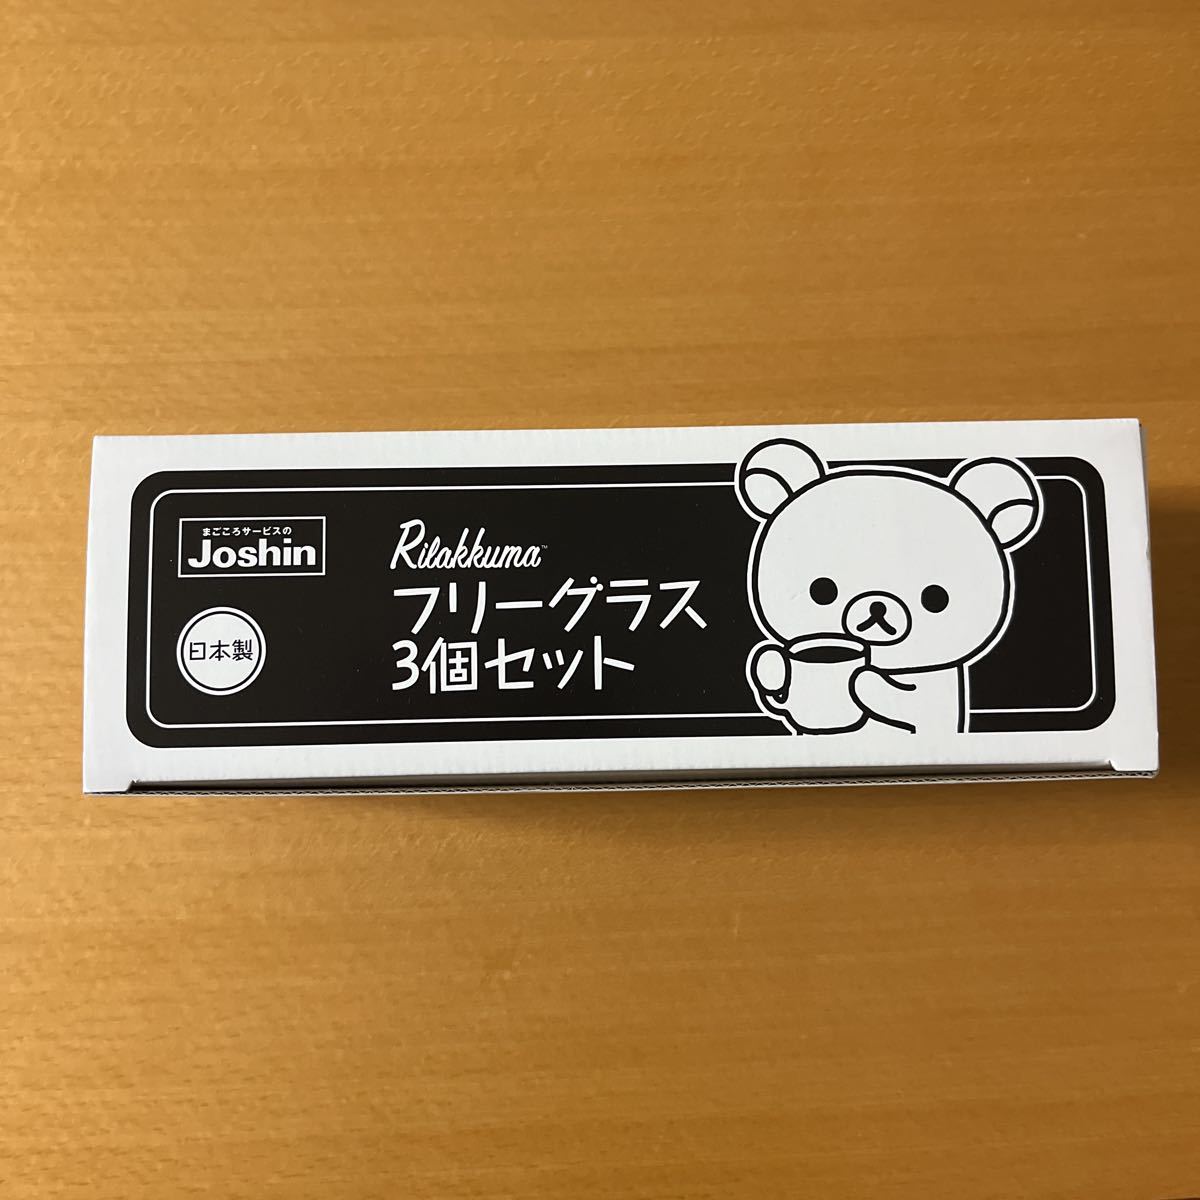 まごころサービスの
Joshin
日本製
Rilakkuma™
フリーグラス
3個セット